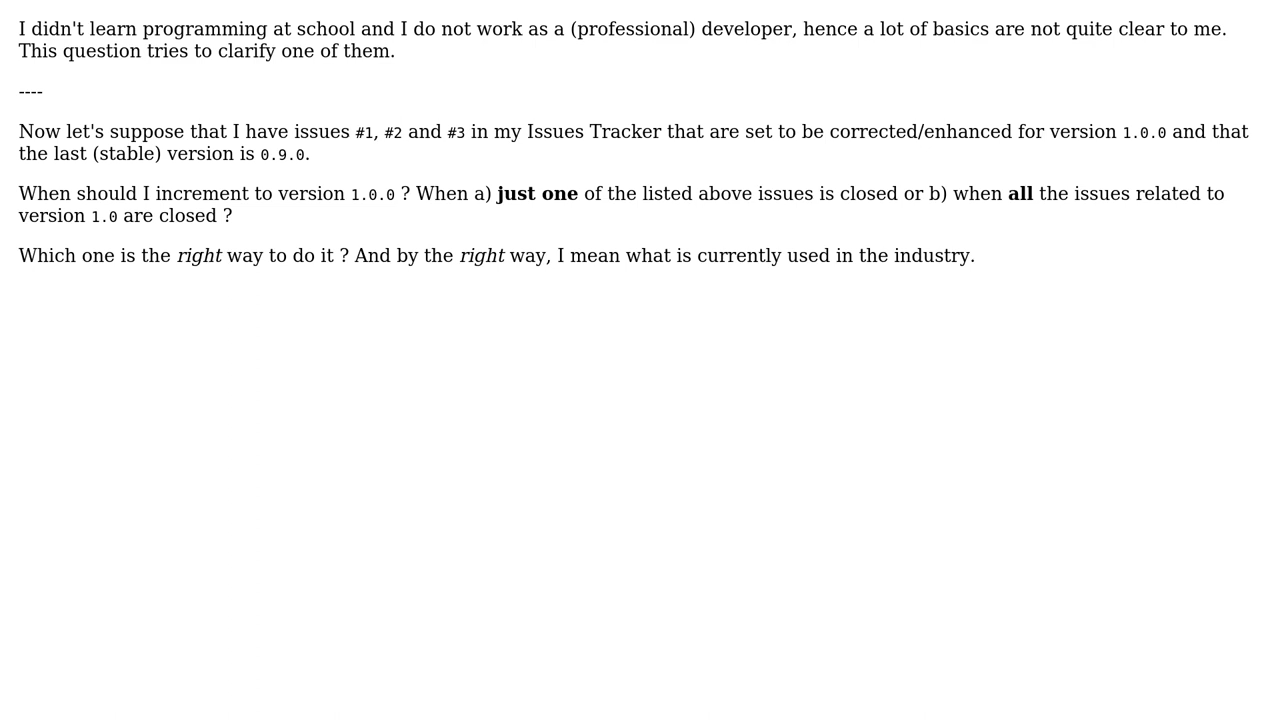 I didn't learn programming at school and I do not work as a (professional) developer, hence a lot of basics are not quite clear to me.
This question tries to clarify one of them.
----
Now let's suppose that I have issues #1, #2 and #3 in my Issues Tracker that are set to be corrected/enhanced for version 1.0.0 and that
the last (stable) version is 0.9.0.
When should I increment to version 1.0.0 ? When a) just one of the listed above issues is closed or b) when all the issues related to
version 1.0 are closed ?
Which one is the right way to do it ? And by the right way, I mean what is currently used in the industry.